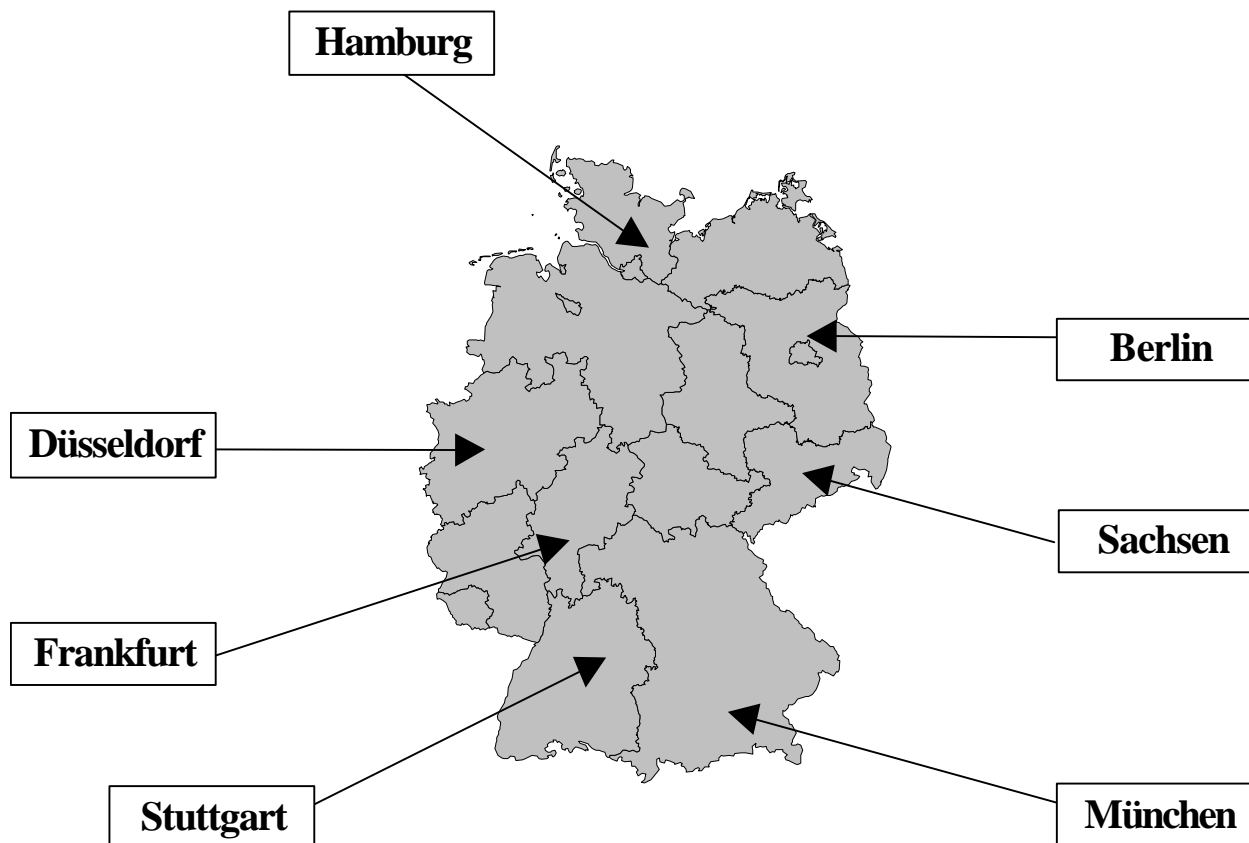 Hamburg
Berlin
Düsseldorf
Sachsen
Frankfurt
Stuttgart
München